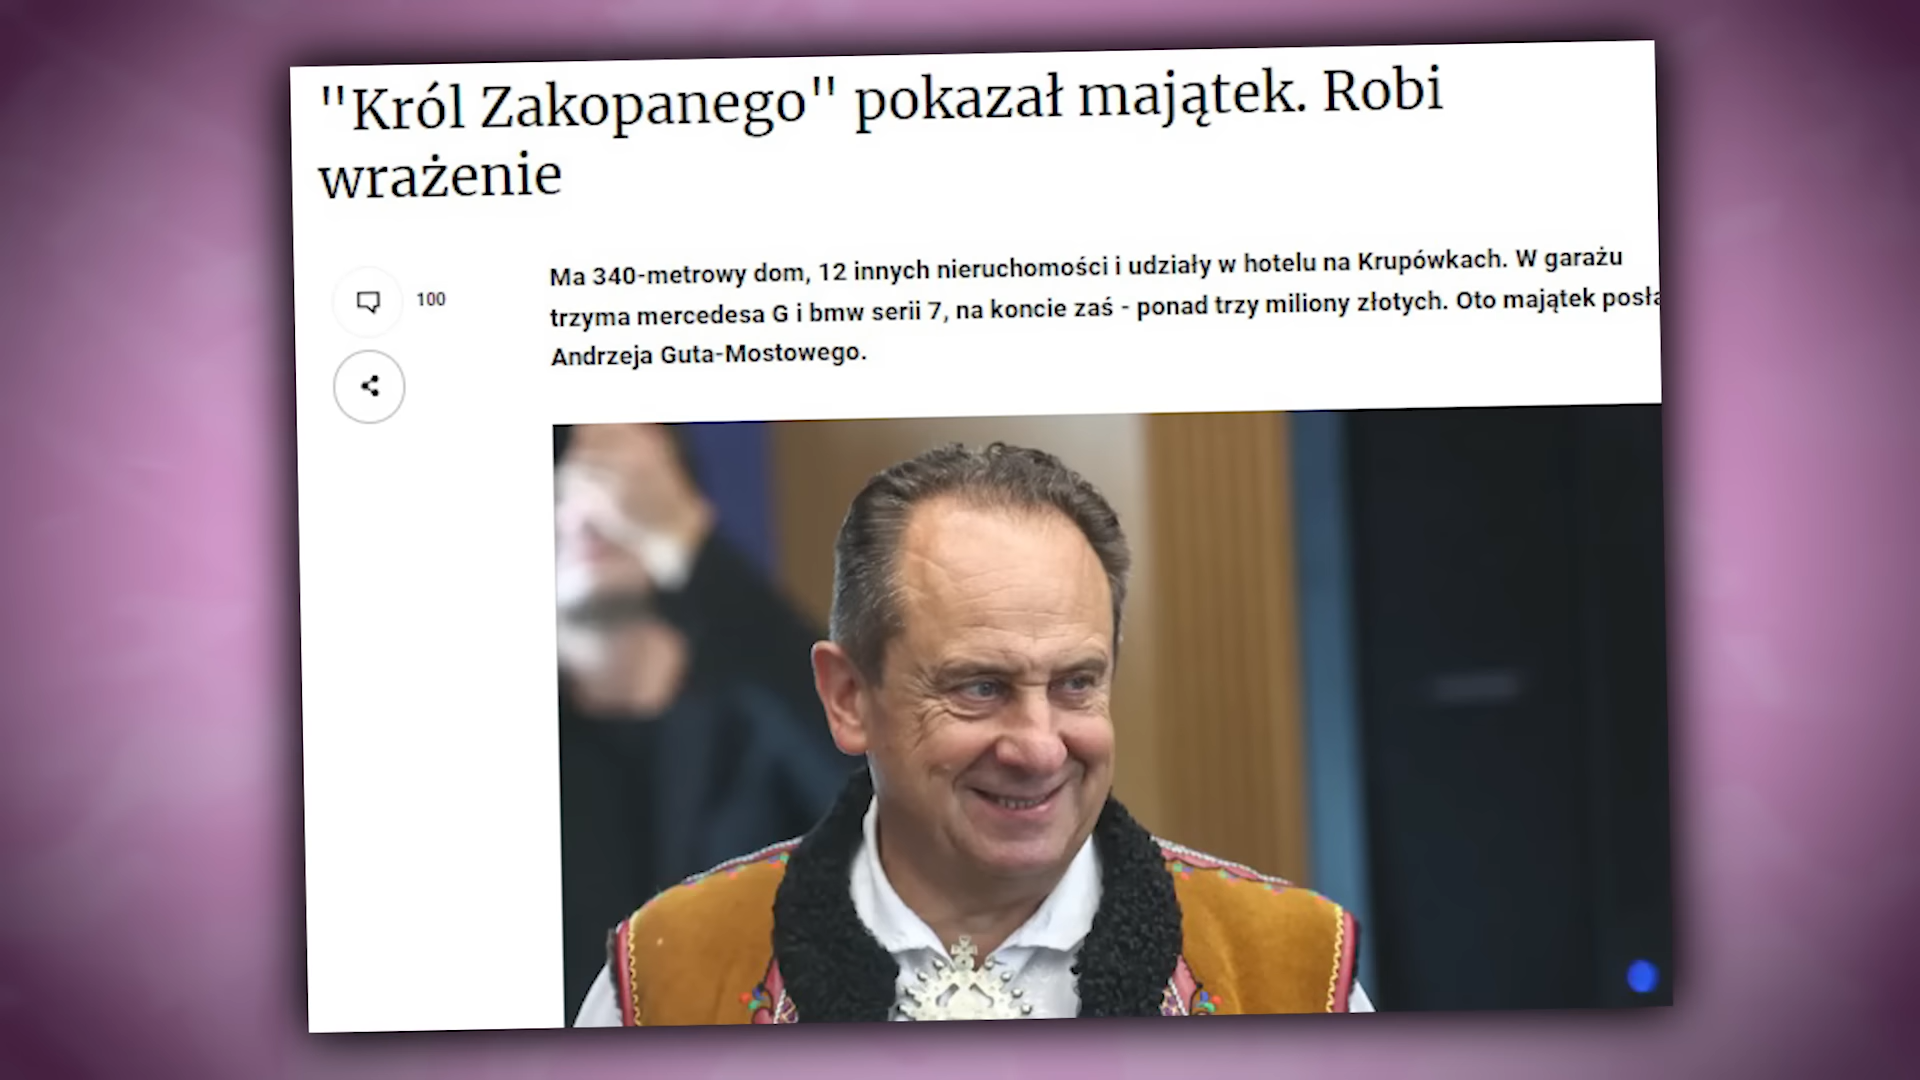 "Król Zakopanego" pokazał majątek. Robi
wrażenie
100
Ma 340-metrowy dom, 12 innych nieruchomości i udziały w hotelu na Krupówkach. W garażu
trzyma mercedesa G i bmw serii 7, na koncie zaś - ponad trzy miliony złotych. Oto majątek posła
Andrzeja Guta-Mostowego.